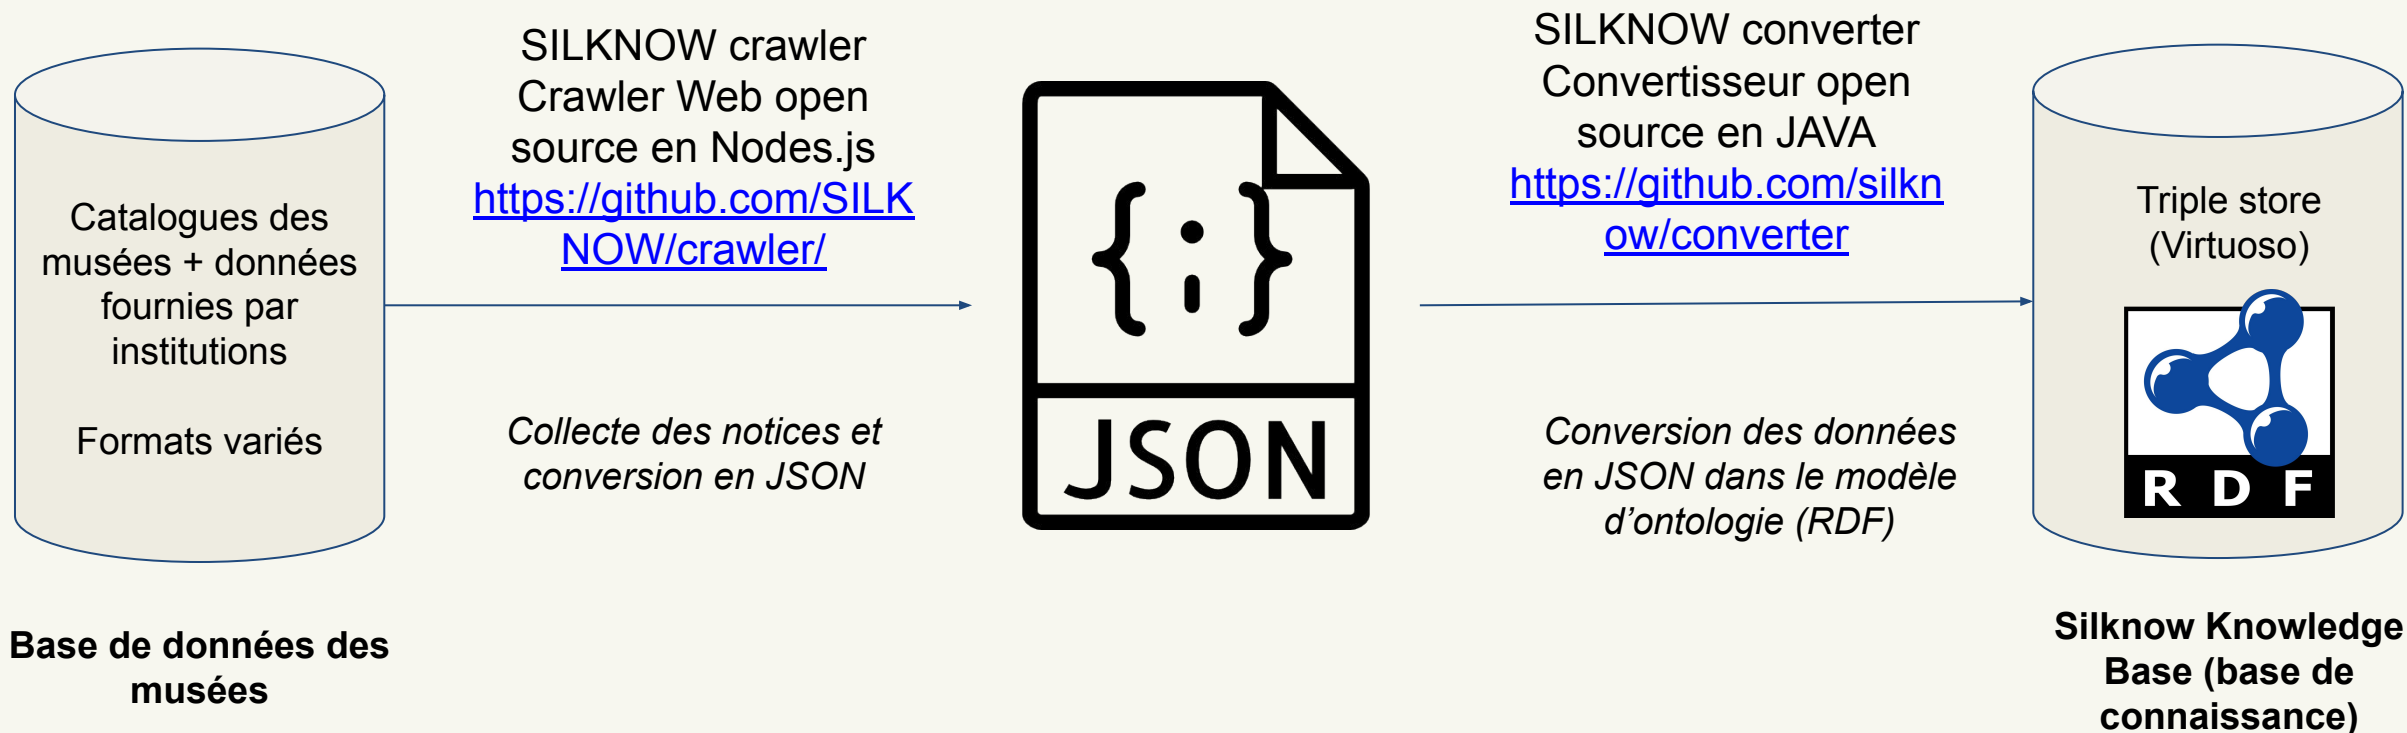 Catalogues des
musées + données
fournies par
institutions
Formats variés
Base de données des
musées
SILKNOW crawler
Crawler Web open
source en Nodes.js
https://github.com/SILK
NOW/crawler/
Collecte des notices et
conversion en JSON
{;}
JSON
SILKNOW converter
Convertisseur open
source en JAVA
https://github.com/silkn
ow/converter
Conversion des données
en JSON dans le modèle
d’ontologie (RDF)
Triple store
(Virtuoso)
RDF
Silknow Knowledge
Base (base de
connaissance)